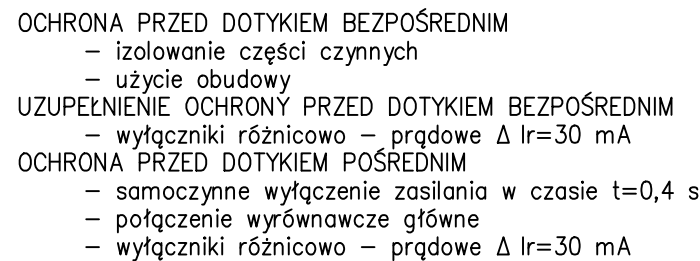 OCHRONA PRZED DOTYKIEM BEZPOŚREDNIM
– izolowanie części czynnych
– użycie obudowy
UZUPEŁNIENIE OCHRONY PRZED DOTYKIEM BEZPOŚREDNIM
– wyłączniki różnicowo – prądowe Δ Ir=30 mA
OCHRONA PRZED DOTYKIEM POŚREDNIM
– samoczynne wyłączenie zasilania w czasie t=0,4 s
– połączenie wyrównawcze główne
– wyłączniki różnicowo – prądowe Δ Ir=30 mA